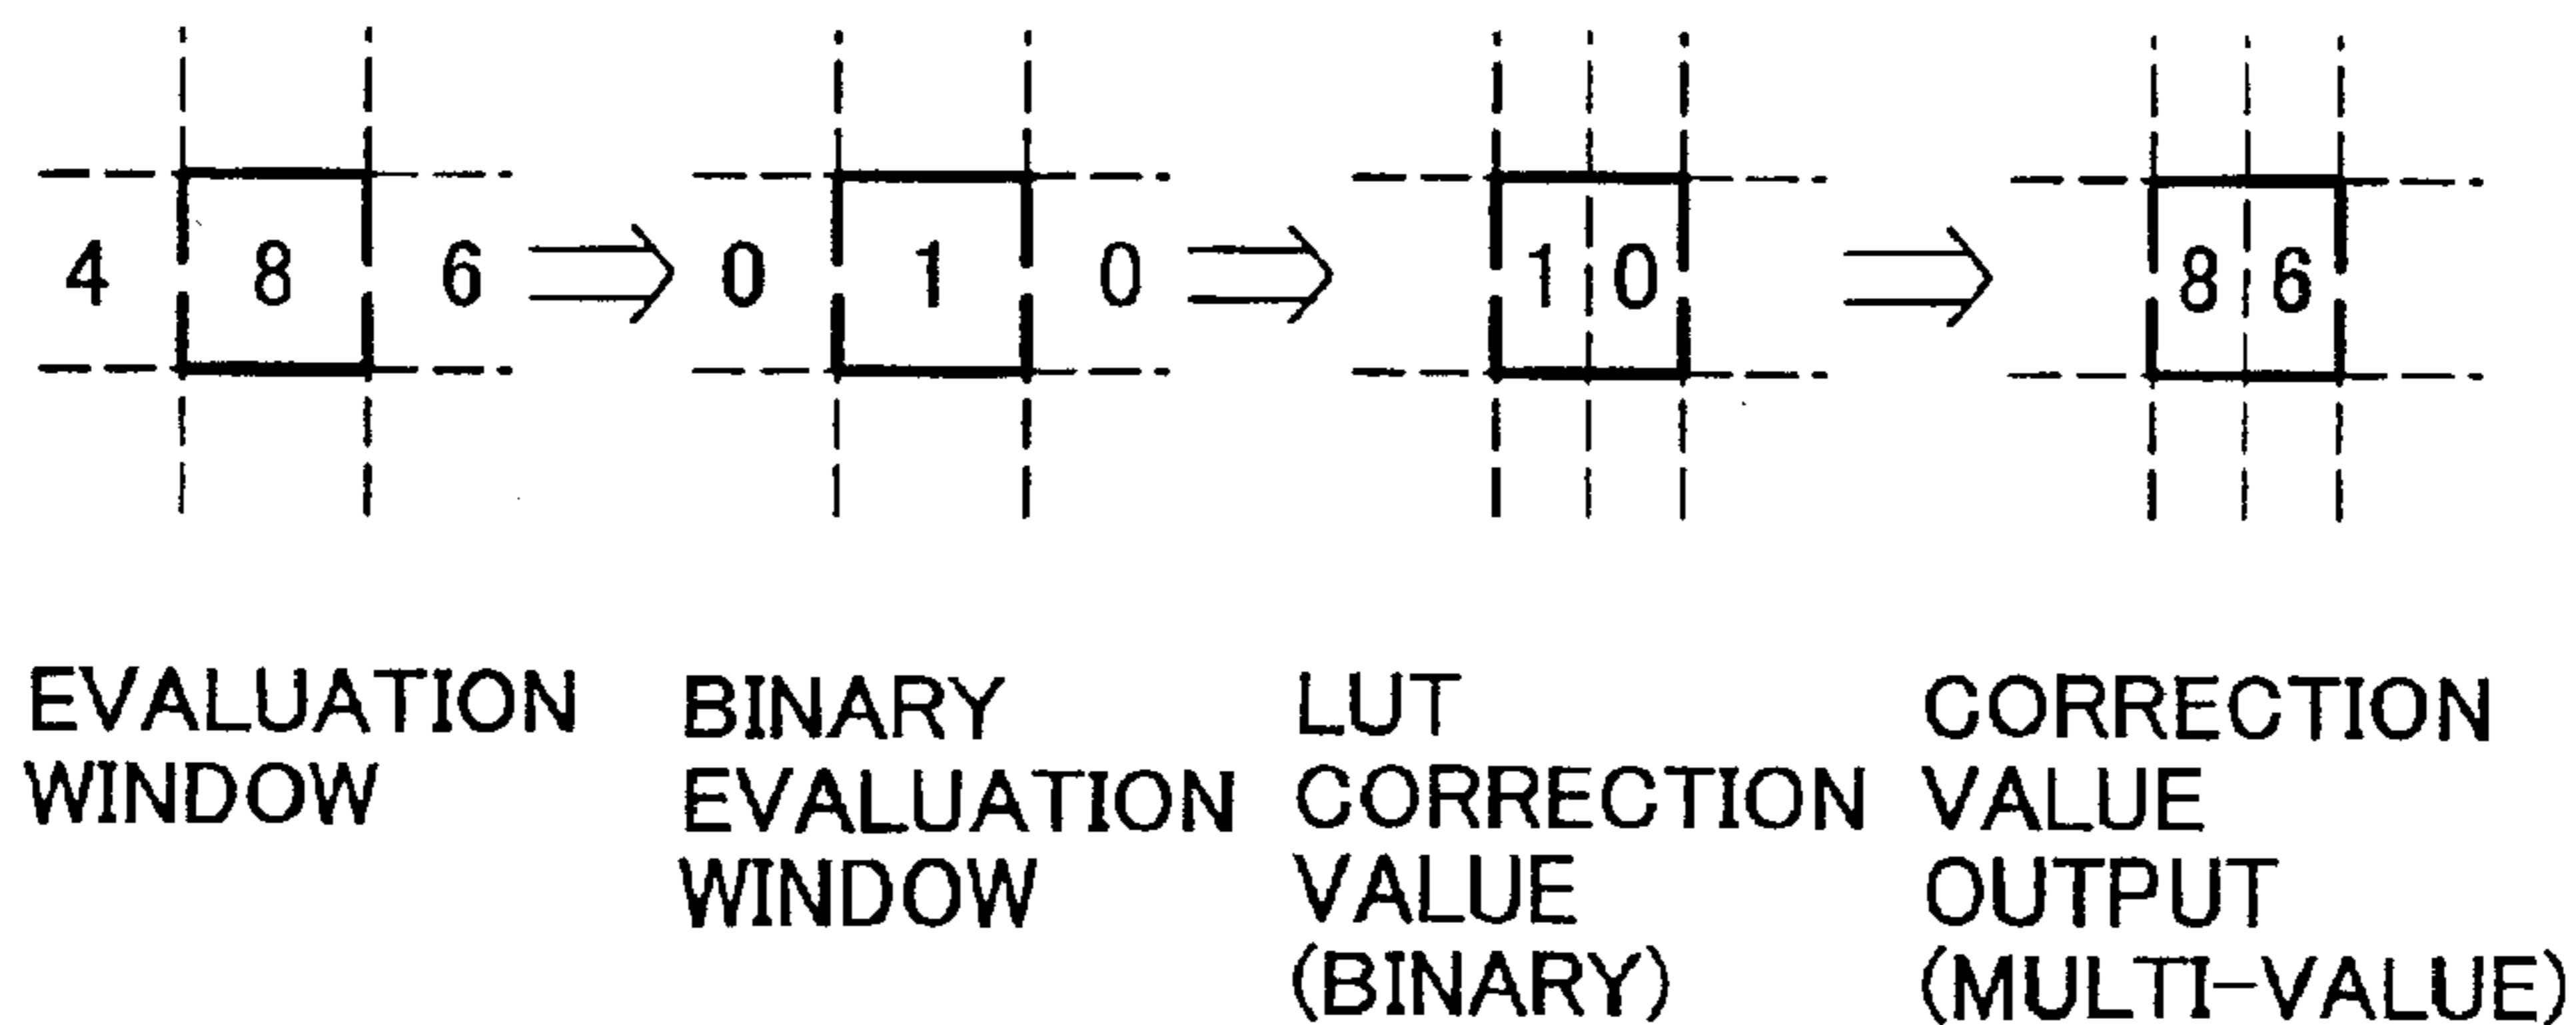 4 8 6 0 1 0 1 0 8 6
EVALUATION
WINDOW
BINARY
EVALUATION
WINDOW
LUT
CORRECTION
VALUE
(BINARY)
CORRECTION
VALUE
OUTPUT
(MULTI-VALUE)